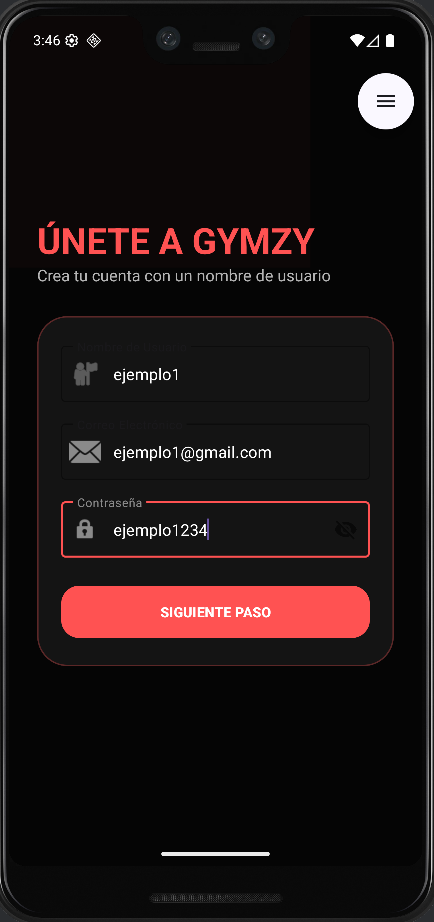 3:46
ÚNETE A GYMZY
Crea tu cuenta con un nombre de usuario
ejemplo1
ejemplo1@gmail.com
Contraseña
ejemplo1234
SIGUIENTE PASO